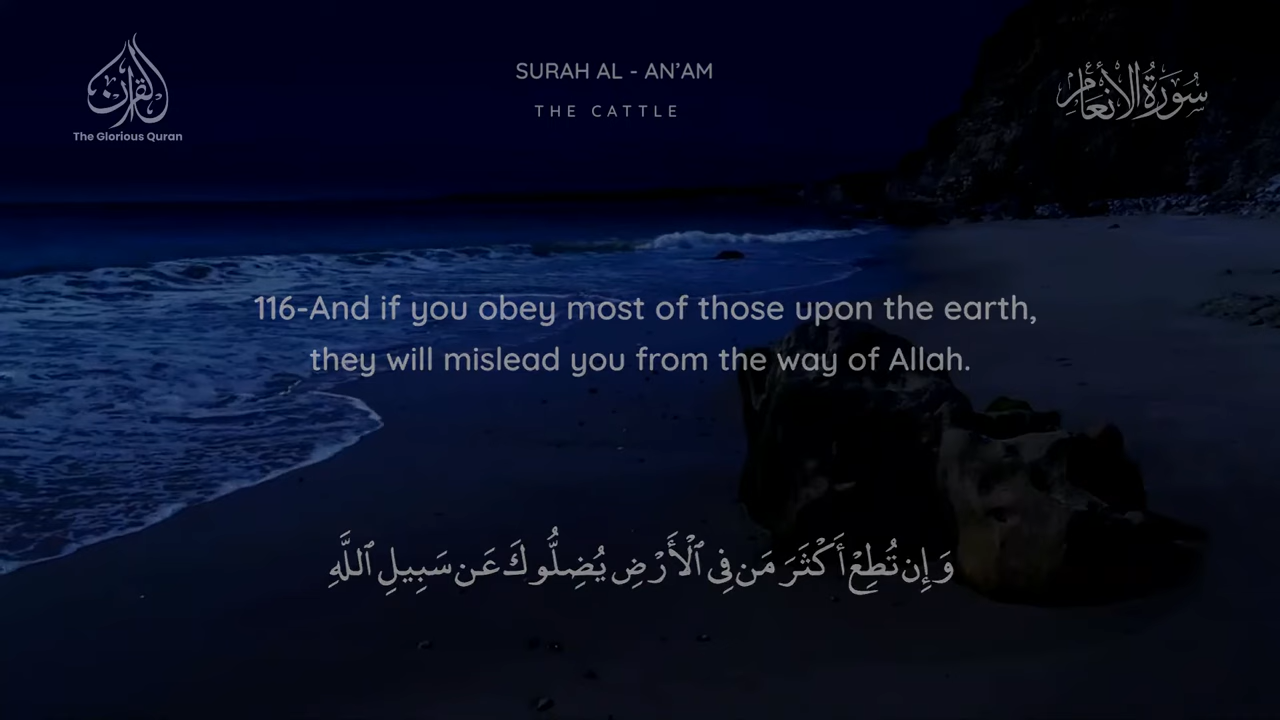 القرآن
The Glorious Quran
SURAH AL - AN’AM
THE CATTLE
سُورَةُ الأَنْعَام
116-And if you obey most of those upon the earth,
they will mislead you from the way of Allah.
وَإِن تُطِعْ أَكْثَرَ مَن فِى ٱلْأَرْضِ يُضِلُّوكَ عَن سَبِيلِ ٱللَّهِ